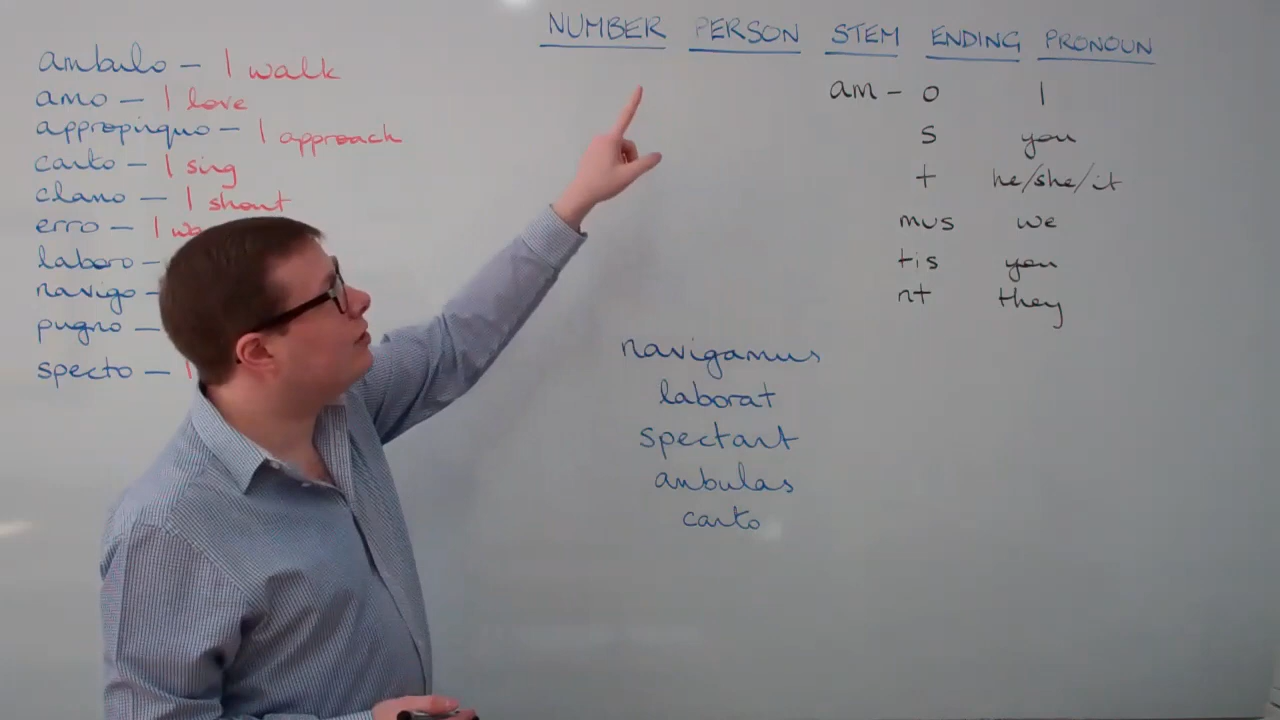 NUMBER PERSON STEM ENDING PRONOUN
ambulo – I walk
amo – I love
appropinquo – I approach
canto – I sing
clamo – I shout
erro – I
laboro –
navigo –
pugno –
specto – I
am - o I
s you
t he/she/it
mus we
tis you
nt they
navigamus
laborat
spectant
ambulas
canto